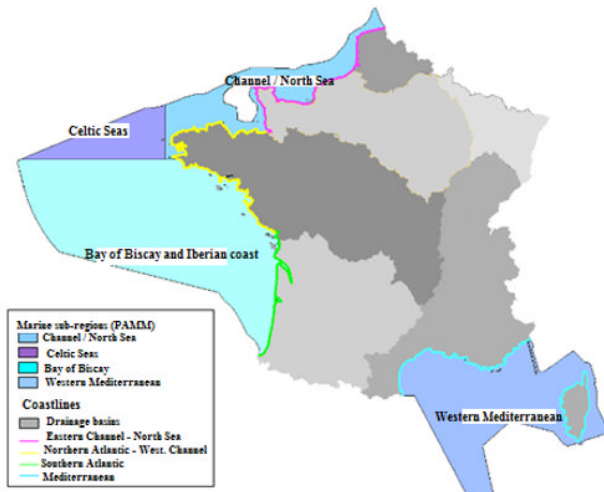 Channel / North Sea
Celtic Seas
Bay of Biscay and Iberian coast
Western Mediterranean
Marine sub-regions (PAMM)
Channel / North Sea
Celtic Seas
Bay of Biscay
Western Mediterranean
Coastlines
Drainage basins
Eastern Channel - North Sea
Northern Atlantic - West. Channel
Southern Atlantic
Mediterranean